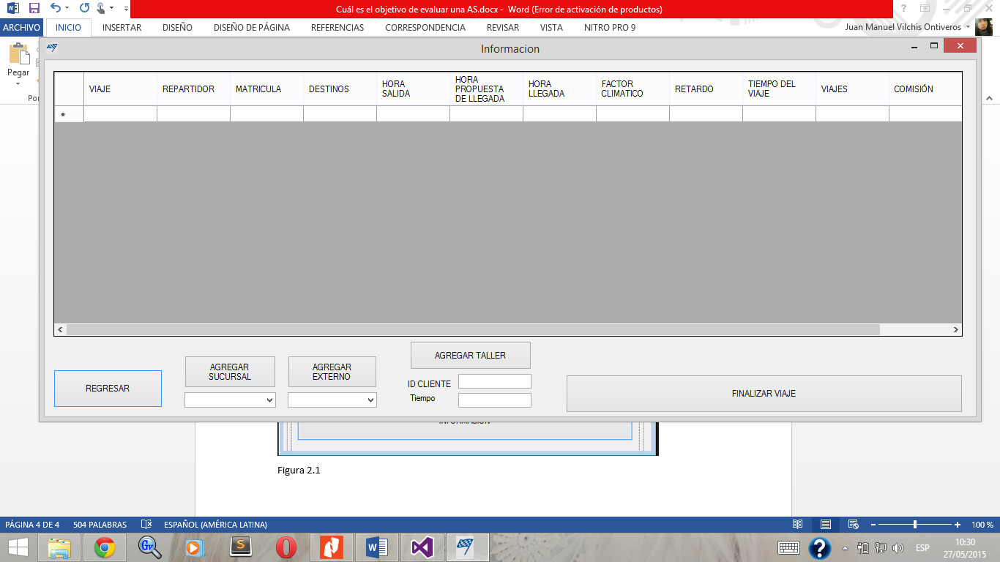 Cuál es el objetivo de evaluar una AS.docx - Word (Error de activación de productos)
ARCHIVO INICIO INSERTAR DISEÑO DISEÑO DE PÁGINA REFERENCIAS CORRESPONDENCIA REVISAR VISTA NITRO PRO 9 Juan Manuel Vilchis Ontiveros
Pegar
Por
Informacion
VIAJE REPARTIDOR MATRICULA DESTINOS HORA SALIDA HORA PROPUESTA DE LLEGADA HORA LLEGADA FACTOR CLIMATICO RETARDO TIEMPO DEL VIAJE VIAJES COMISIÓN
*
AGREGAR TALLER
AGREGAR
SUCURSAL
AGREGAR
EXTERNO
REGRESAR
ID CLIENTE
Tiempo
FINALIZAR VIAJE
INFORMACION
Figura 2.1
PÁGINA 4 DE 4 504 PALABRAS ESPAÑOL (AMÉRICA LATINA) 100 %
ESP
10:30
27/05/2015